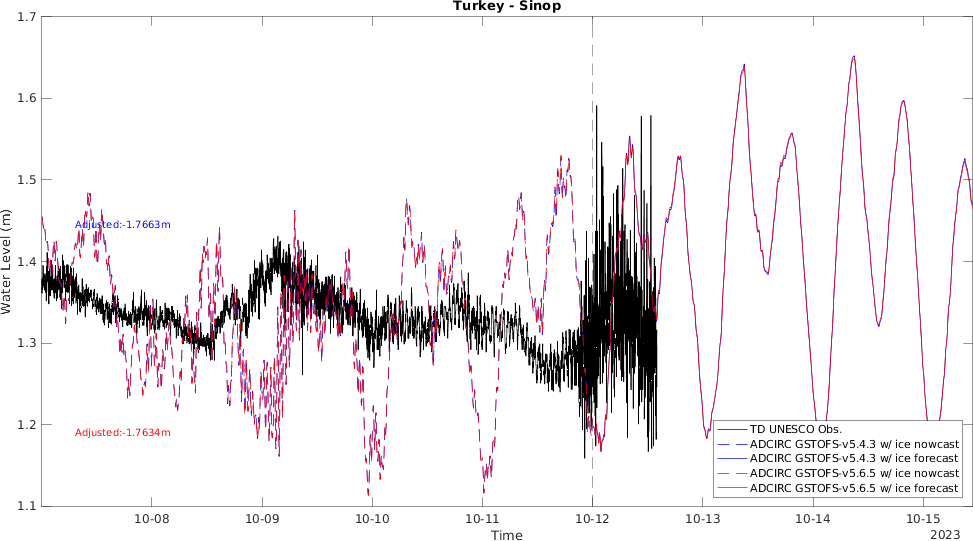 Turkey - Sinop
1.7
1.6
1.5
1.4
1.3
1.2
1.1
Water Level (m)
Adjusted:-1.7663m
Adjusted:-1.7634m
TD UNESCO Obs.
ADCIRC GSTOFS-v5.4.3 w/ ice nowcast
ADCIRC GSTOFS-v5.4.3 w/ ice forecast
ADCIRC GSTOFS-v5.6.5 w/ ice nowcast
ADCIRC GSTOFS-v5.6.5 w/ ice forecast
10-08 10-09 10-10 10-11 10-12 10-13 10-14 10-15
Time
2023